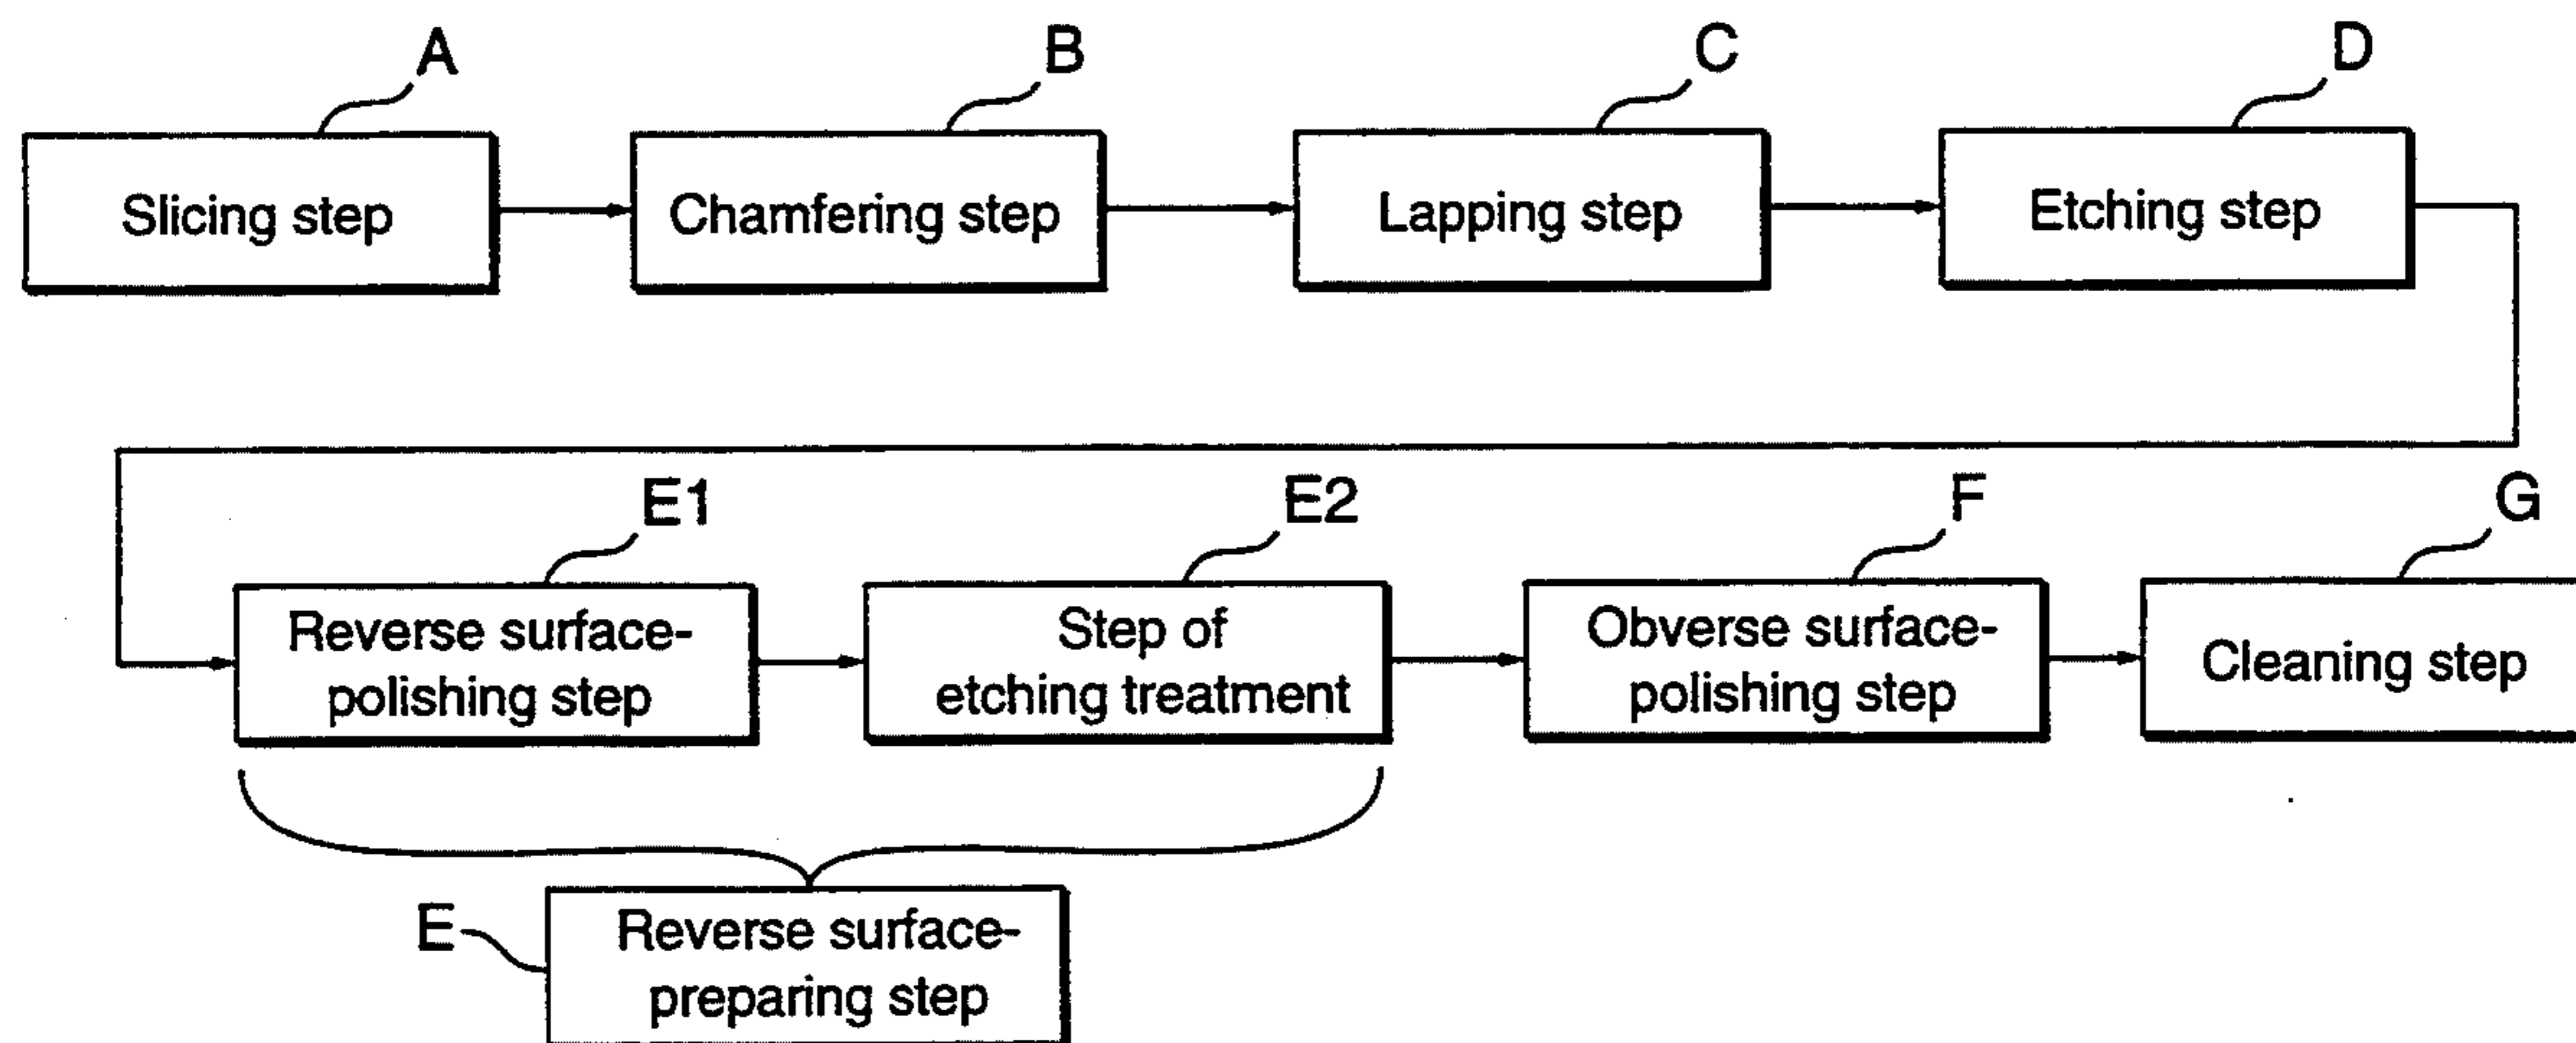 A
B
C
D
Slicing step
Chamfering step
Lapping step
Etching step
E1
E2
F
G
Reverse surface-
polishing step
Step of
etching treatment
Obverse surface-
polishing step
Cleaning step
E
Reverse surface-
preparing step